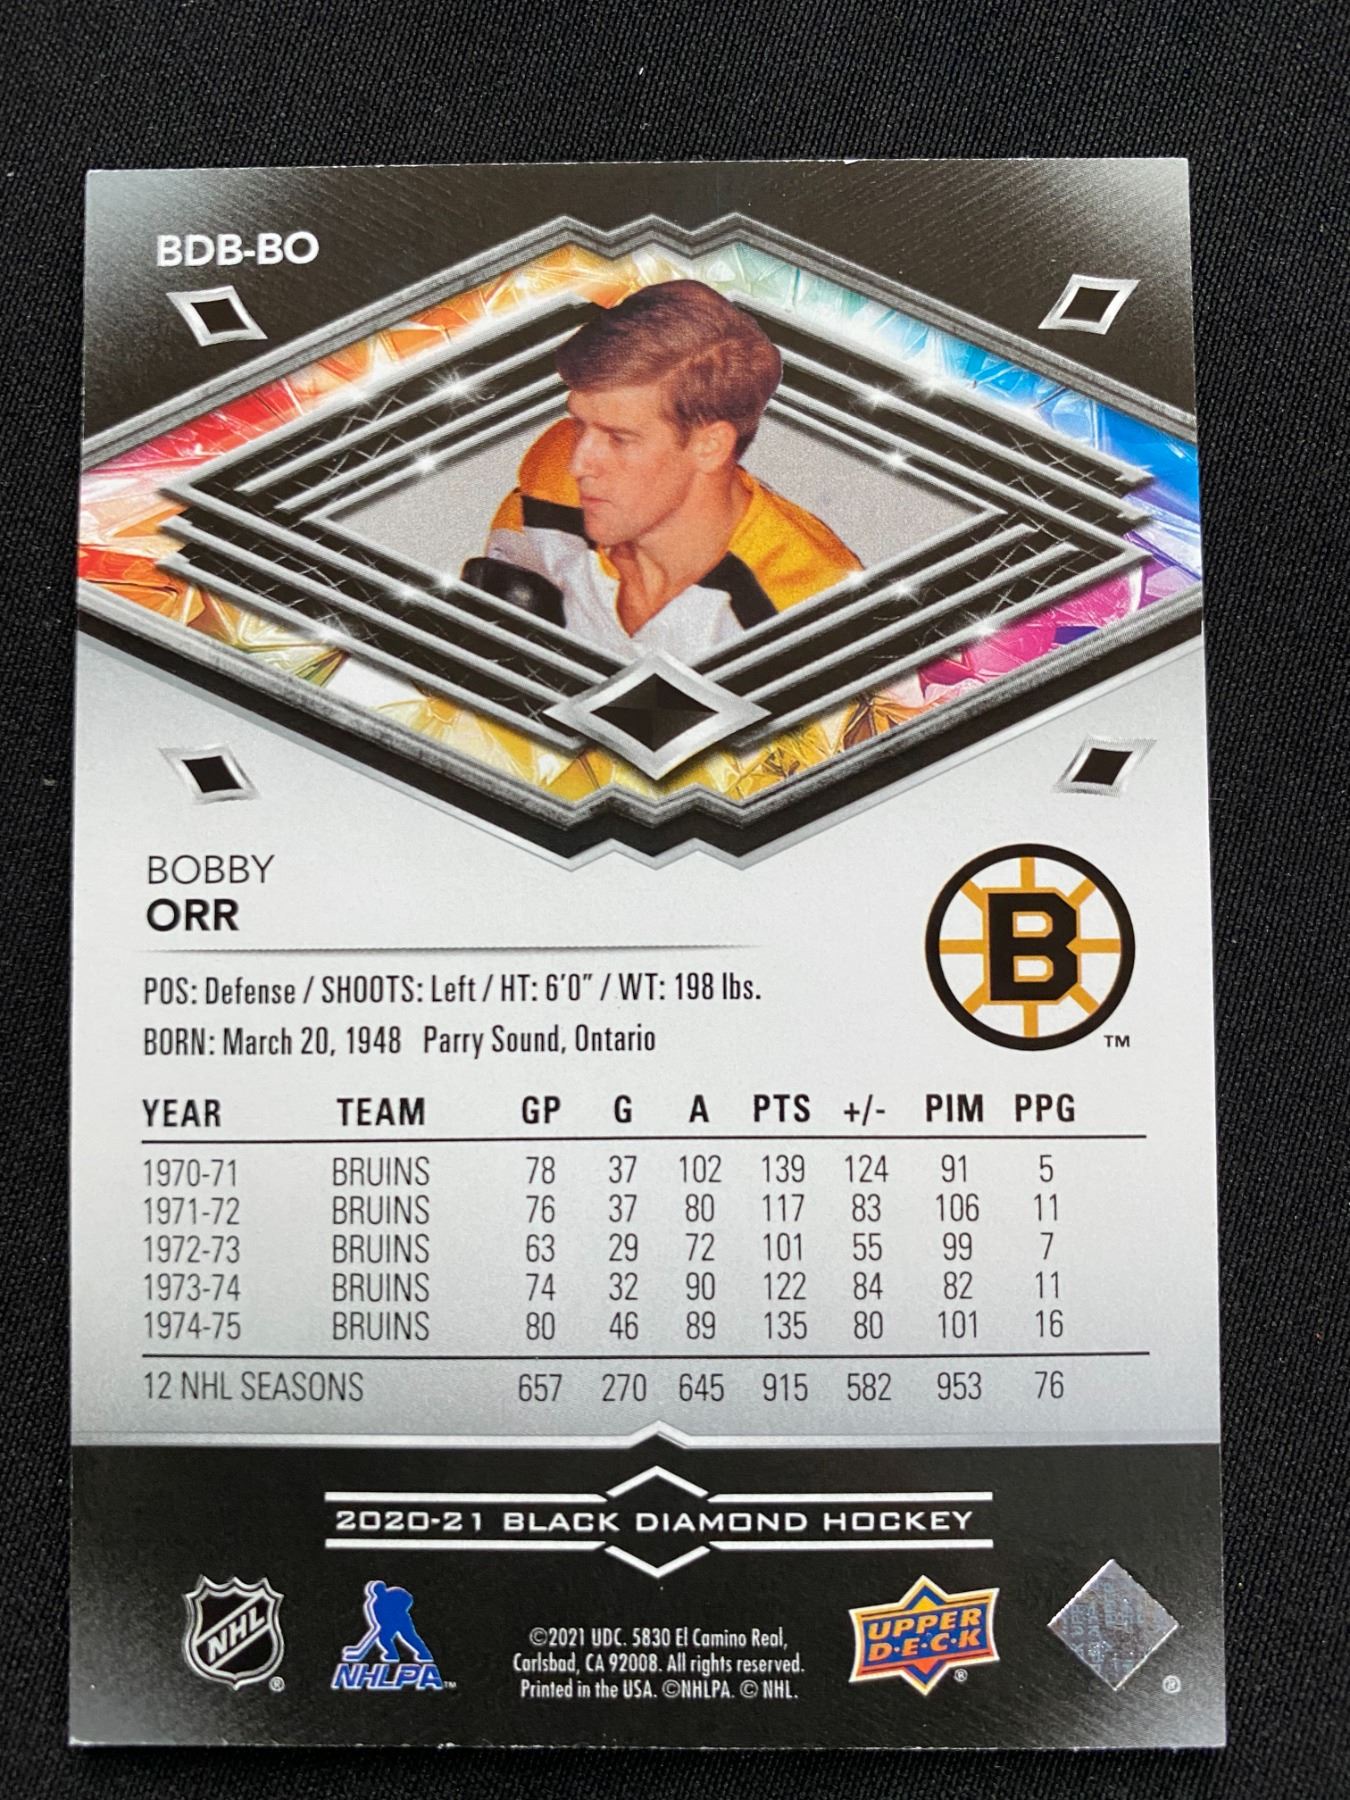 BDB-BO
BOBBY
ORR
B
TM
POS: Defense / SHOOTS: Left / HT: 6'0" / WT: 198 lbs.
BORN: March 20, 1948 Parry Sound, Ontario
YEAR TEAM GP G A PTS +/- PIM PPG
1970-71 BRUINS 78 37 102 139 124 91 5
1971-72 BRUINS 76 37 80 117 83 106 11
1972-73 BRUINS 63 29 72 101 55 99 7
1973-74 BRUINS 74 32 90 122 84 82 11
1974-75 BRUINS 80 46 89 135 80 101 16
12 NHL SEASONS 657 270 645 915 582 953 76
2020-21 BLACK DIAMOND HOCKEY
NHL ®
NHLPA ™
©2021 UDC. 5830 El Camino Real,
Carlsbad, CA 92008. All rights reserved.
Printed in the USA. ©NHLPA. © NHL.
UPPER
D·E·C·K ®
®